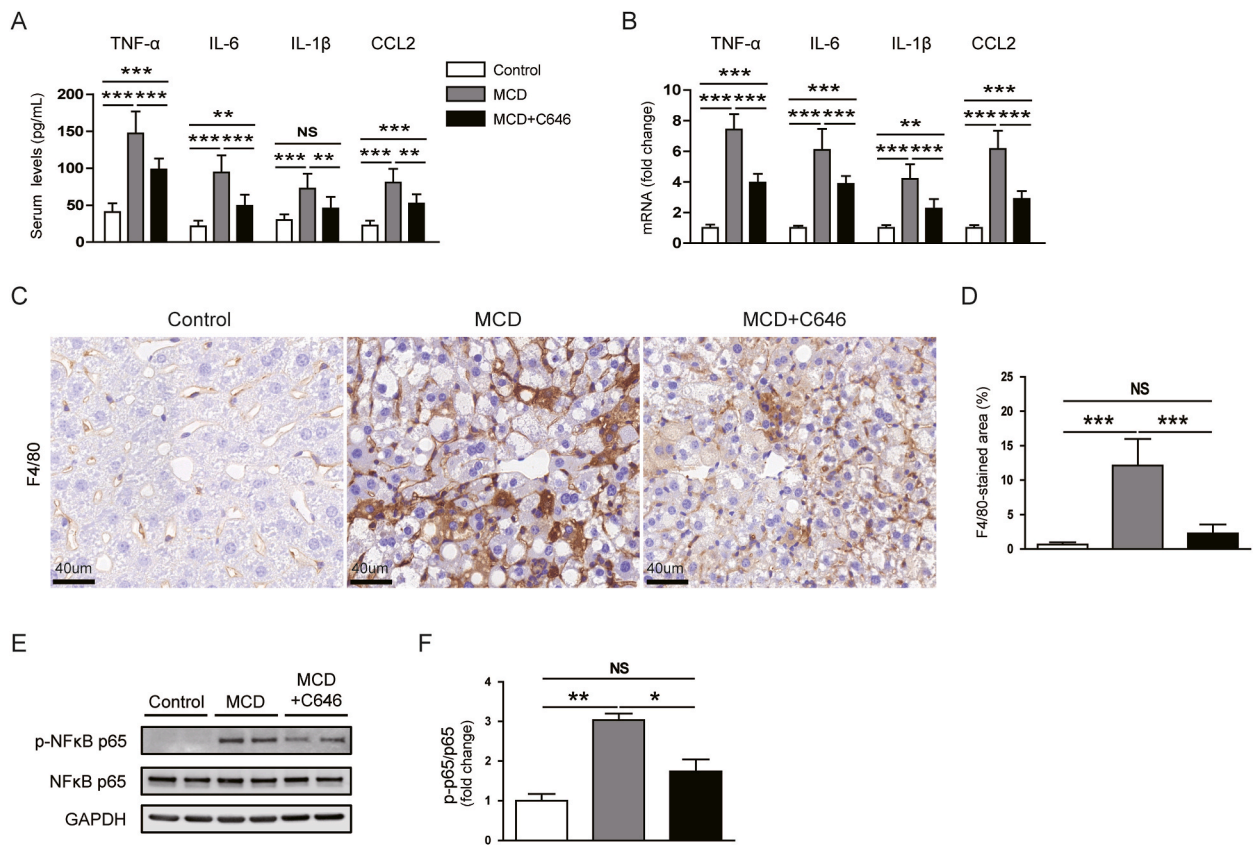 A
TNF-α IL-6 IL-1β CCL2
*** ** NS ***
****** ****** *** ** *** **
Serum levels (pg/mL)
200
150
100
50
0
Control
MCD
MCD+C646
B
TNF-α IL-6 IL-1β CCL2
*** *** ** ***
****** ****** ****** ******
mRNA (fold change)
10
8
6
4
2
0
C
Control MCD MCD+C646
F4/80
40um 40um 40um
D
NS
*** ***
F4/80-stained area (%)
25
20
15
10
5
0
E
Control MCD MCD
+C646
p-NFκB p65
NFκB p65
GAPDH
F
NS
** *
p-p65/p65
(fold change)
4
3
2
1
0